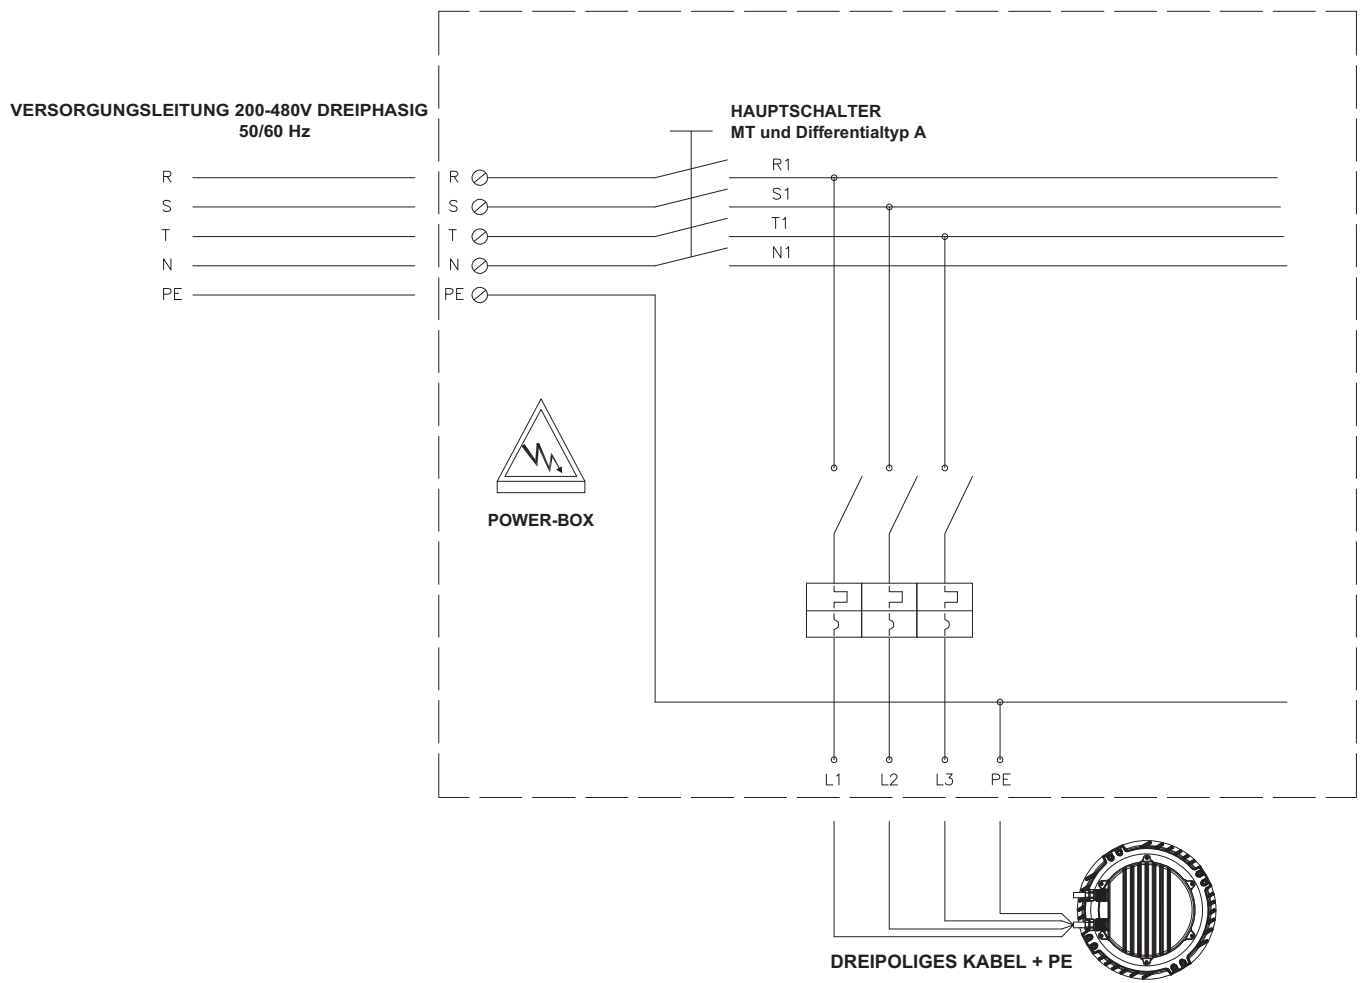 VERSORGUNGSLEITUNG 200-480V DREIPHASIG
50/60 Hz
HAUPTSCHALTER
MT und Differentialtyp A
R R R1
S S S1
T T T1
N N N1
PE PE
POWER-BOX
L1 L2 L3 PE
DREIPOLIGES KABEL + PE